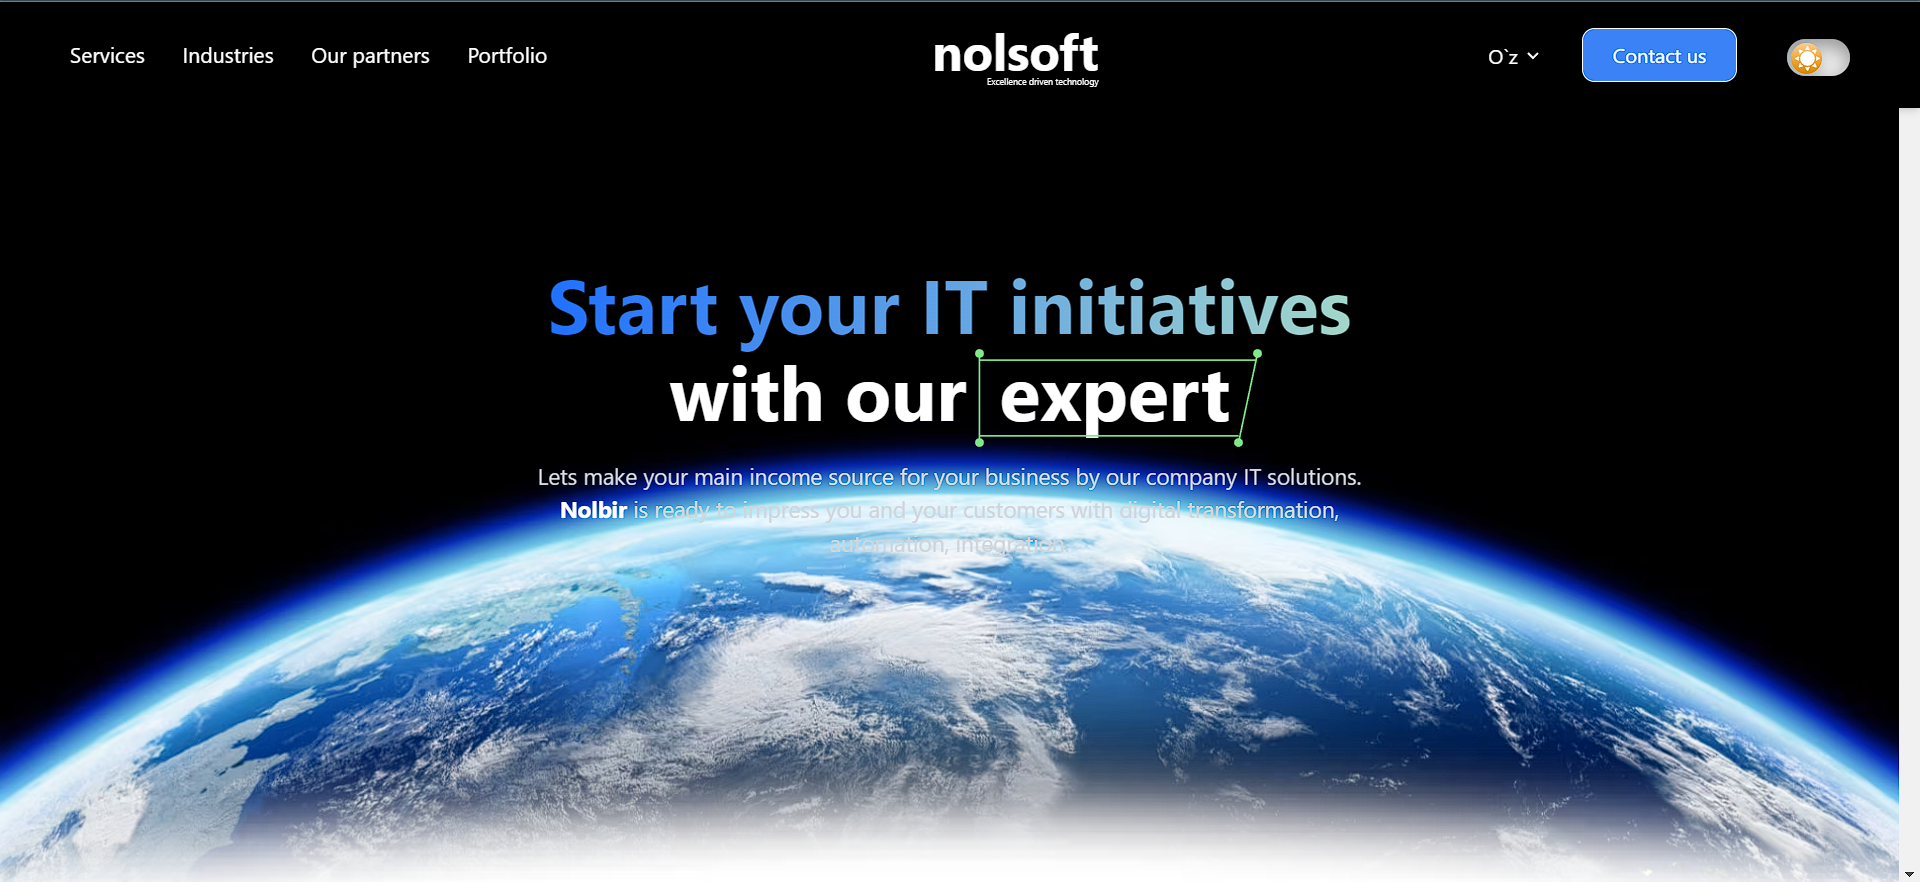 Services Industries Our partners Portfolio
nolsoft
Excellence driven technology
O`z
Contact us
Start your IT initiatives
with our expert
Lets make your main income source for your business by our company IT solutions.
Nolbir is ready to impress you and your customers with digital transformation,
automation, integration.